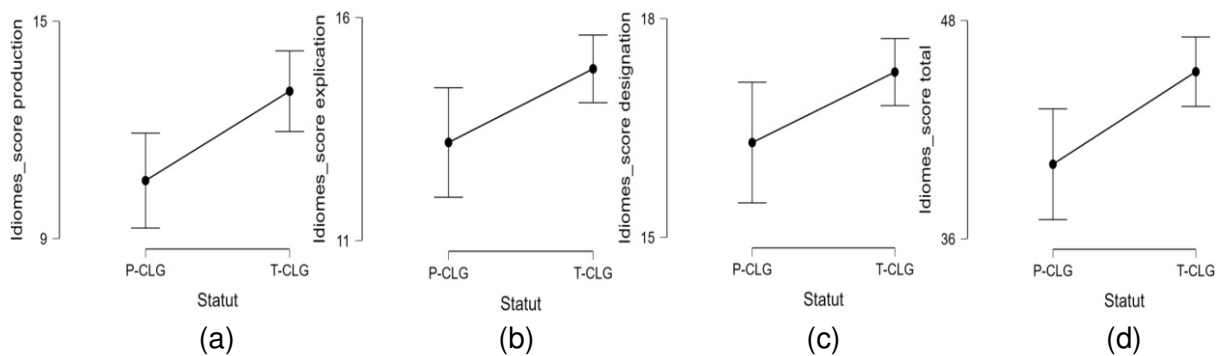 Idiomes_score production
15
9
P-CLG
T-CLG
Statut
(a)
Idiomes_score explication
16
11
P-CLG
T-CLG
Statut
(b)
Idiomes_score designation
18
15
P-CLG
T-CLG
Statut
(c)
Idiomes_score total
48
36
P-CLG
T-CLG
Statut
(d)